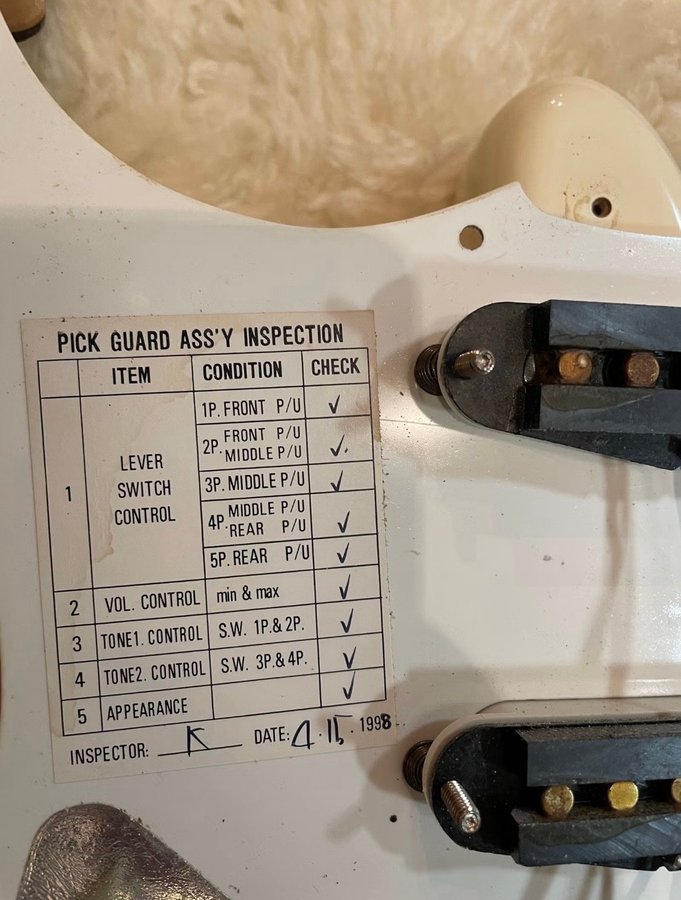 PICK GUARD ASS'Y INSPECTION
ITEM CONDITION CHECK
1 LEVER SWITCH CONTROL
1P. FRONT P/U ✓
2P. FRONT P/U MIDDLE P/U ✓
3P. MIDDLE P/U ✓
4P. MIDDLE P/U REAR P/U ✓
5P. REAR P/U ✓
2 VOL. CONTROL min & max ✓
3 TONE1. CONTROL S.W. 1P.& 2P. ✓
4 TONE2. CONTROL S.W. 3P.& 4P. ✓
5 APPEARANCE ✓
INSPECTOR: K DATE: 4. 15. 1998